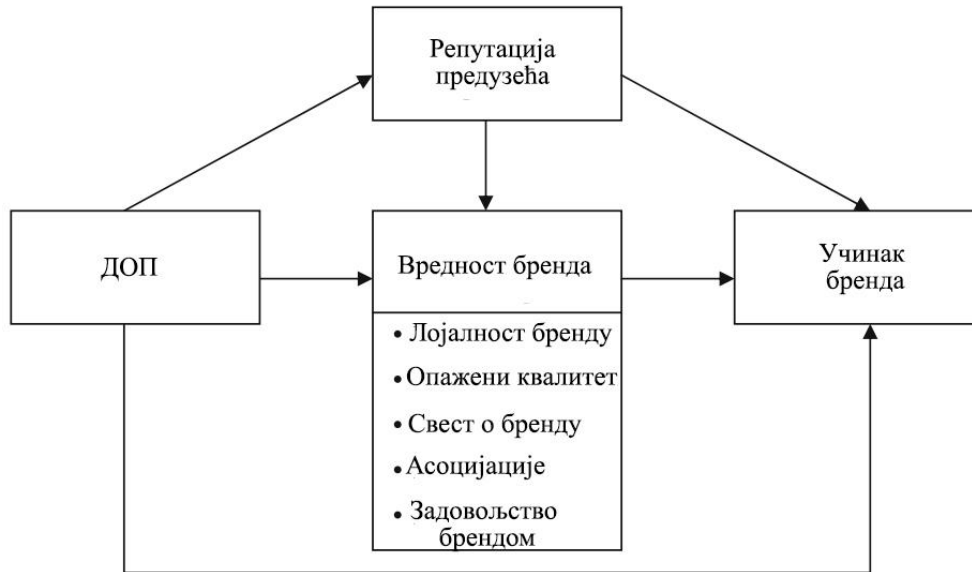 Репутација
предузећа
ДОП
Вредност бренда
Учинак
бренда
• Лојалност бренду
• Опажени квалитет
• Свест о бренду
• Асоцијације
• Задовољство
брендом